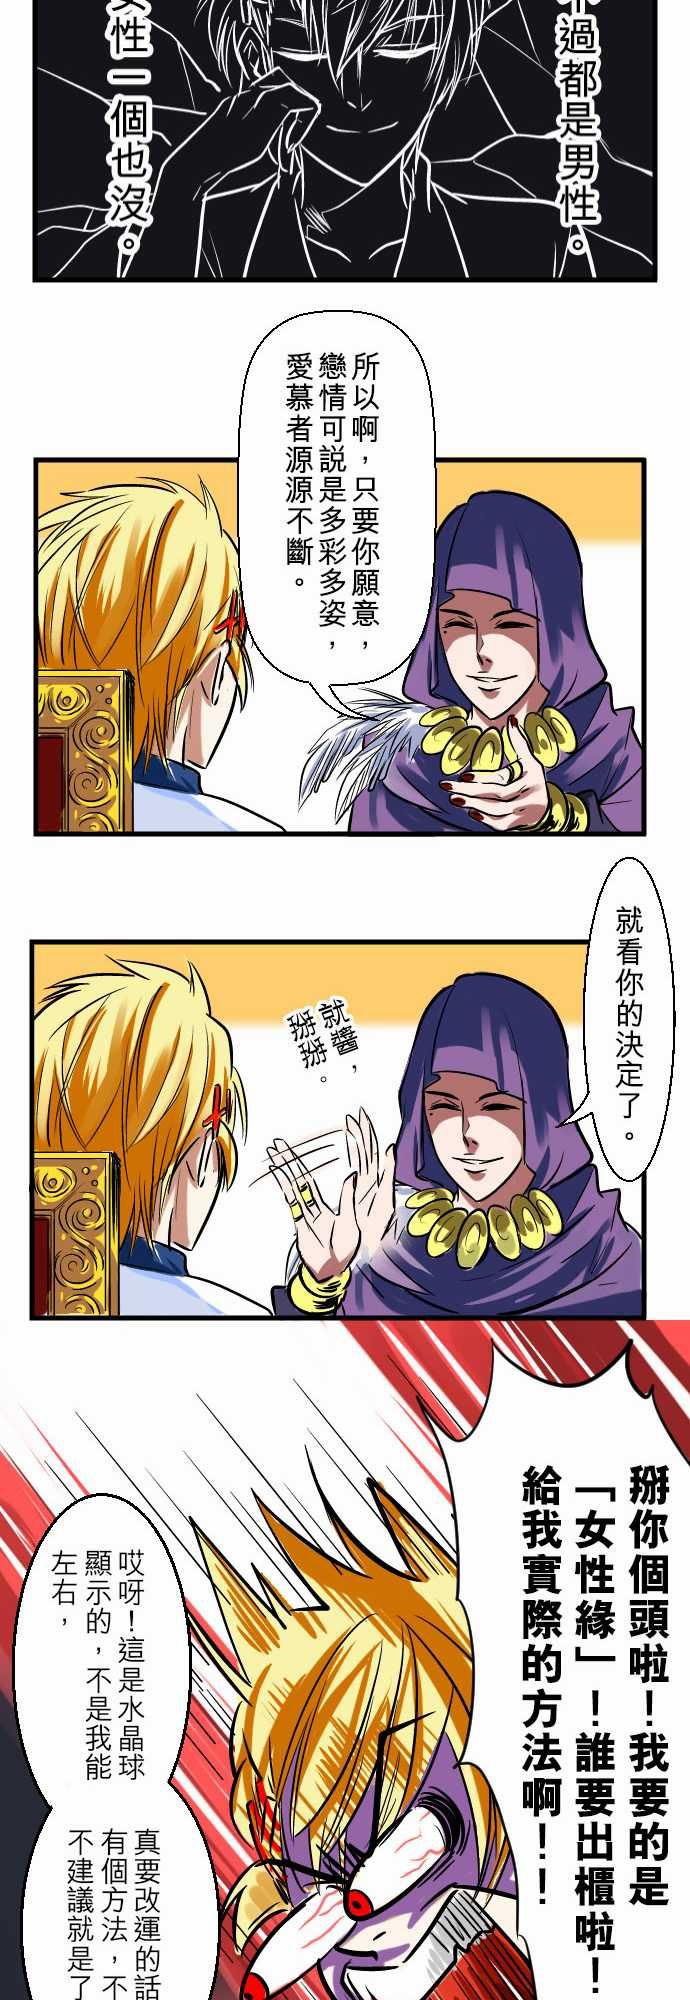 過都是男性。
性一個也沒。
所以啊，只要你願意，
戀情可說是多彩多姿，
愛慕者源源不斷。
就看你的決定了。
就醬，
掰掰。
掰你個頭啦！我要的是
「女性緣」！誰要出櫃啦！
給我實際的方法啊！！
哎呀！這是水晶球
顯示的，不是我能
左右，
真要改運的話
有個方法，不
不建議就是了